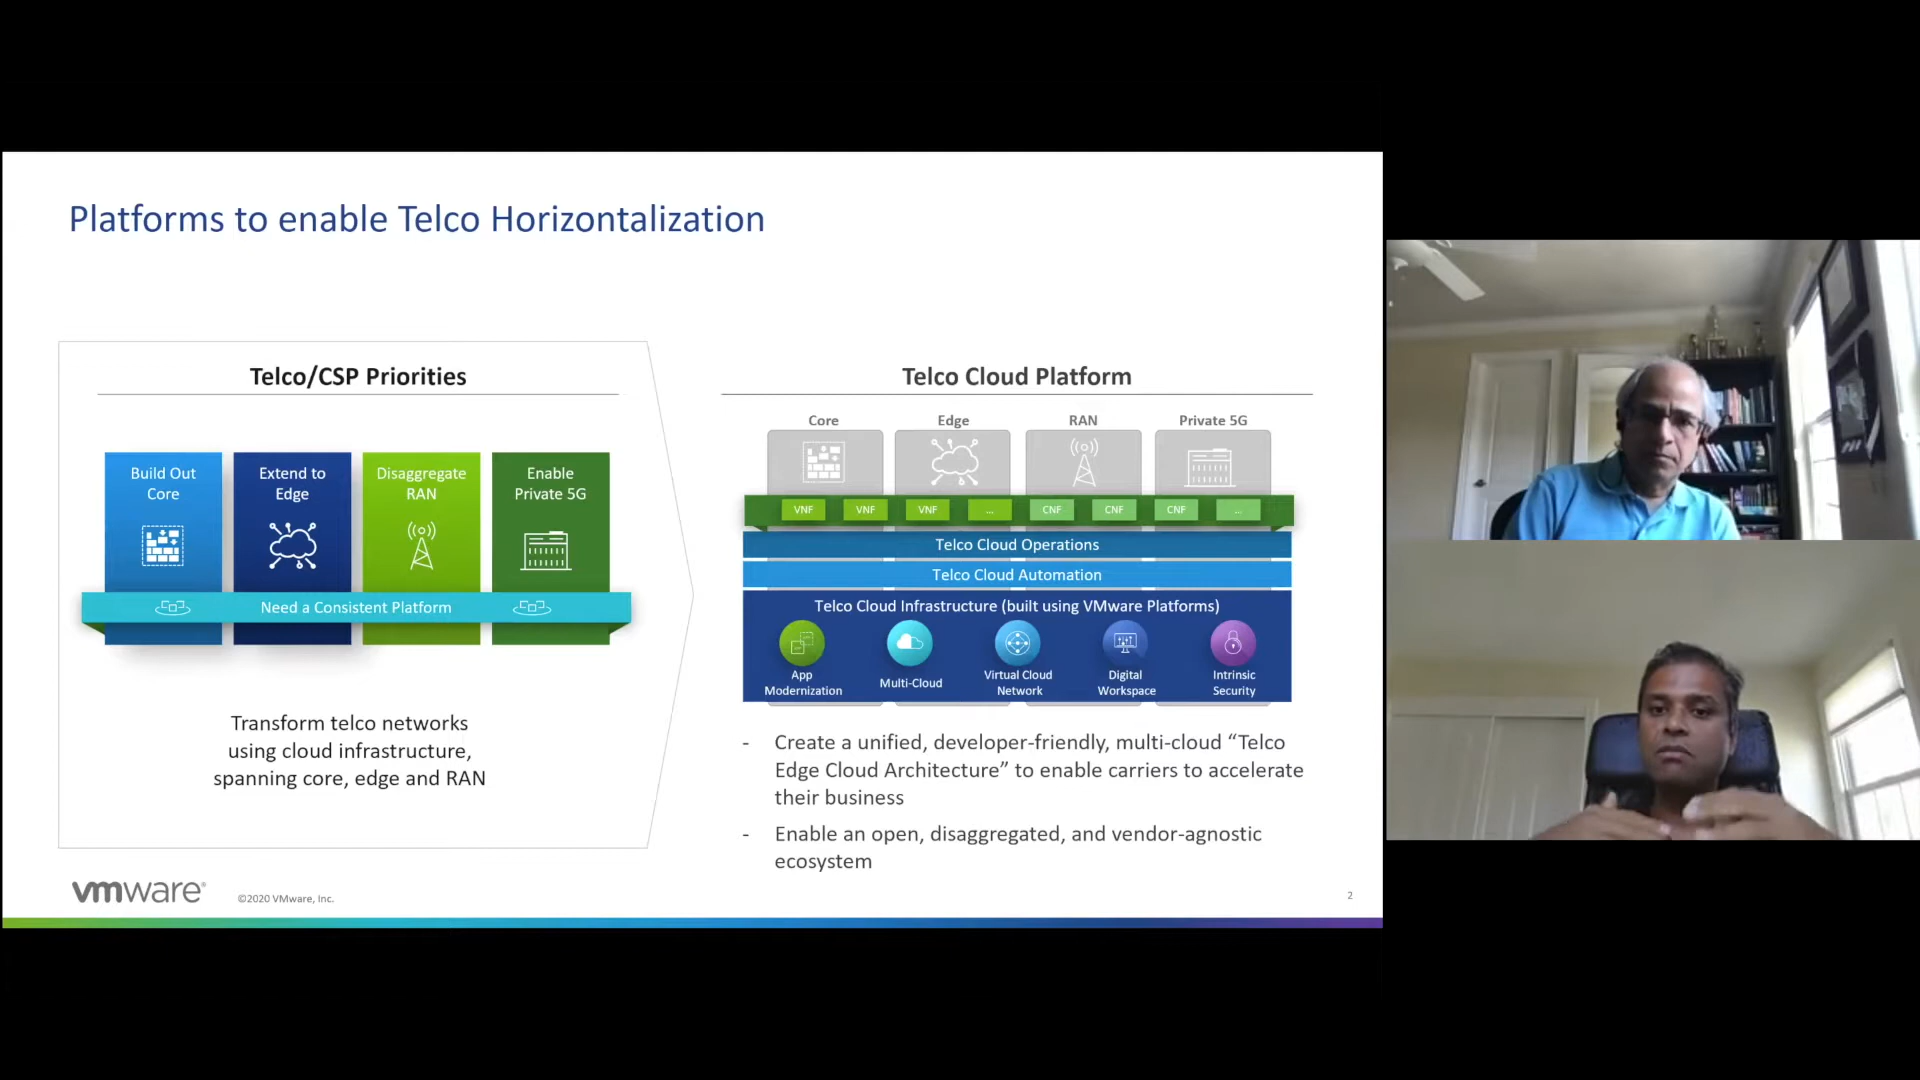 Platforms to enable Telco Horizontalization
Telco/CSP Priorities
Build Out
Core
Extend to
Edge
Disaggregate
RAN
Enable
Private 5G
Need a Consistent Platform
Transform telco networks
using cloud infrastructure,
spanning core, edge and RAN
Telco Cloud Platform
Core Edge RAN Private 5G
VNF VNF VNF ... CNF CNF CNF ...
Telco Cloud Operations
Telco Cloud Automation
Telco Cloud Infrastructure (built using VMware Platforms)
App
Modernization
Multi-Cloud
Virtual Cloud
Network
Digital
Workspace
Intrinsic
Security
- Create a unified, developer-friendly, multi-cloud “Telco
Edge Cloud Architecture” to enable carriers to accelerate
their business
- Enable an open, disaggregated, and vendor-agnostic
ecosystem
vmware®
©2020 VMware, Inc.
2